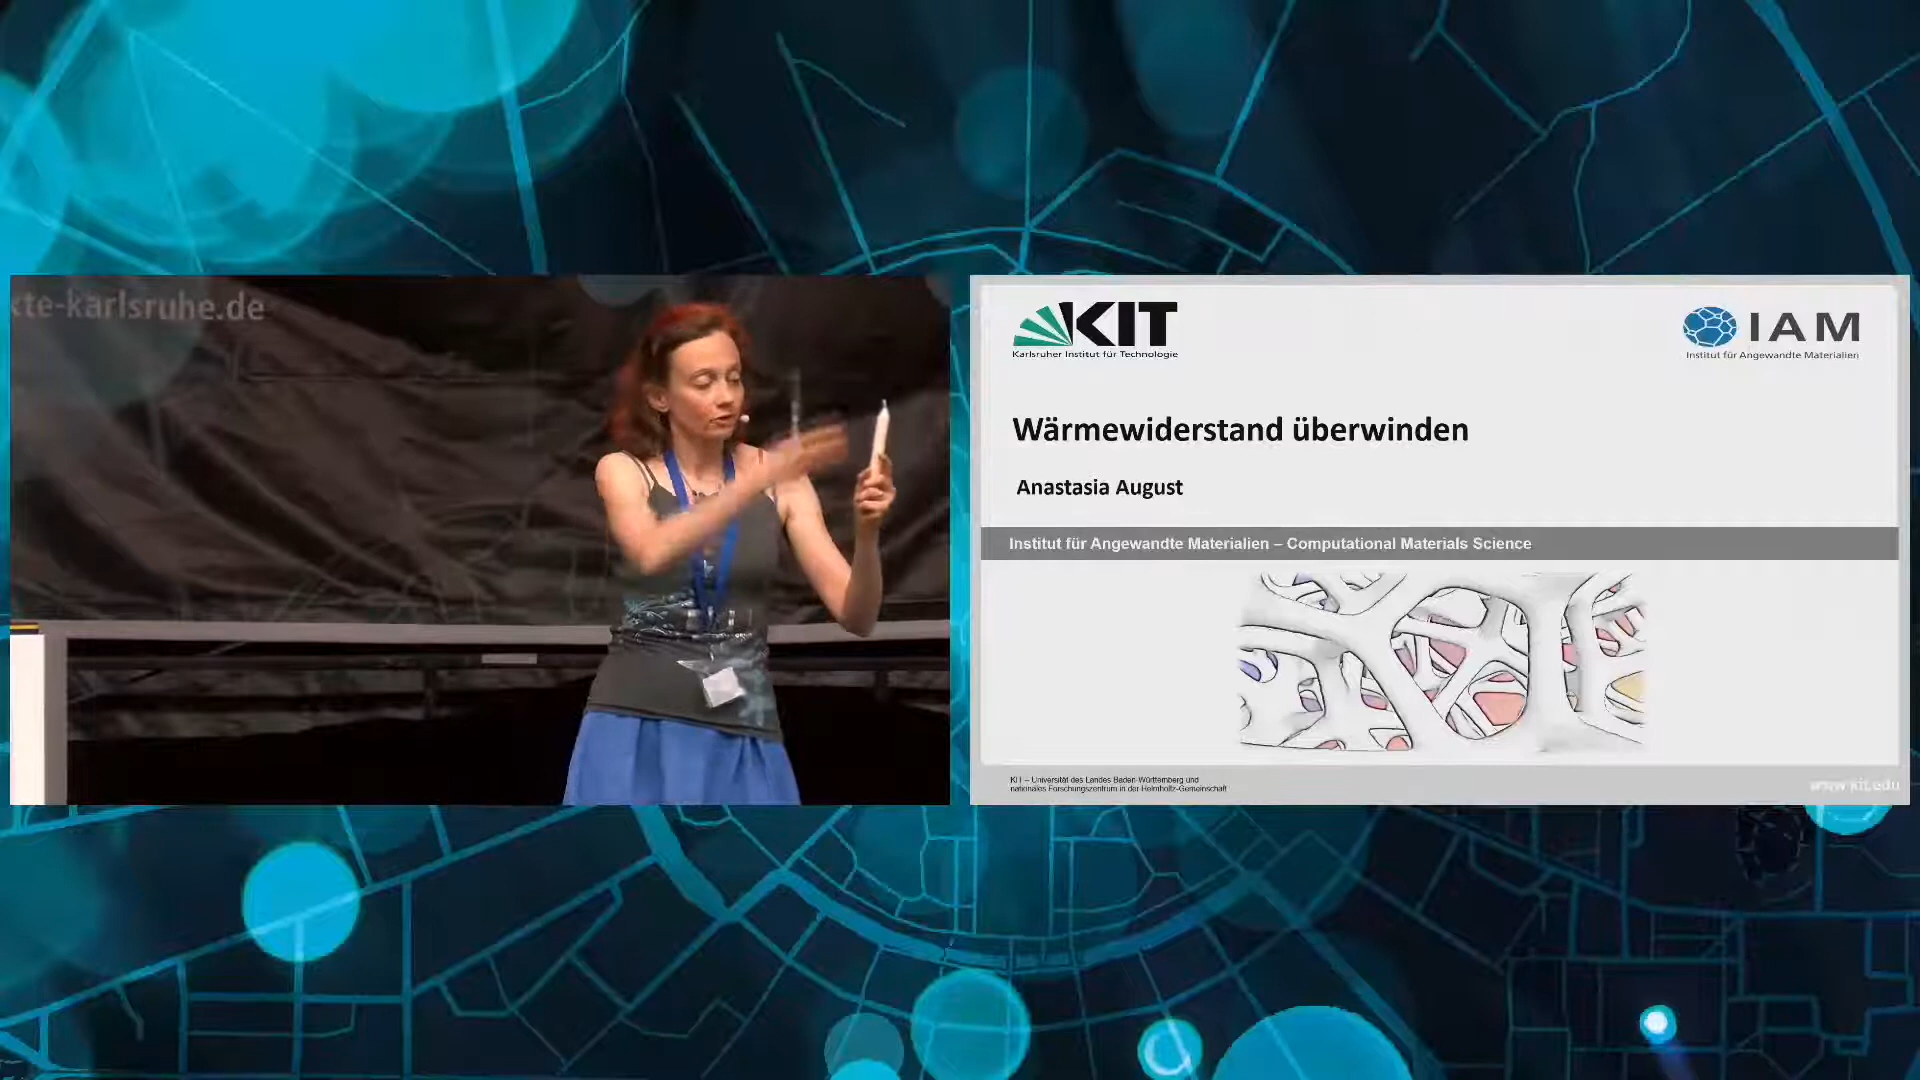 kte-karlsruhe.de
KIT
Karlsruher Institut für Technologie
IAM
Institut für Angewandte Materialien
Wärmewiderstand überwinden
Anastasia August
Institut für Angewandte Materialien – Computational Materials Science
KIT – Universität des Landes Baden-Württemberg und
nationales Forschungszentrum in der Helmholtz-Gemeinschaft
www.kit.edu